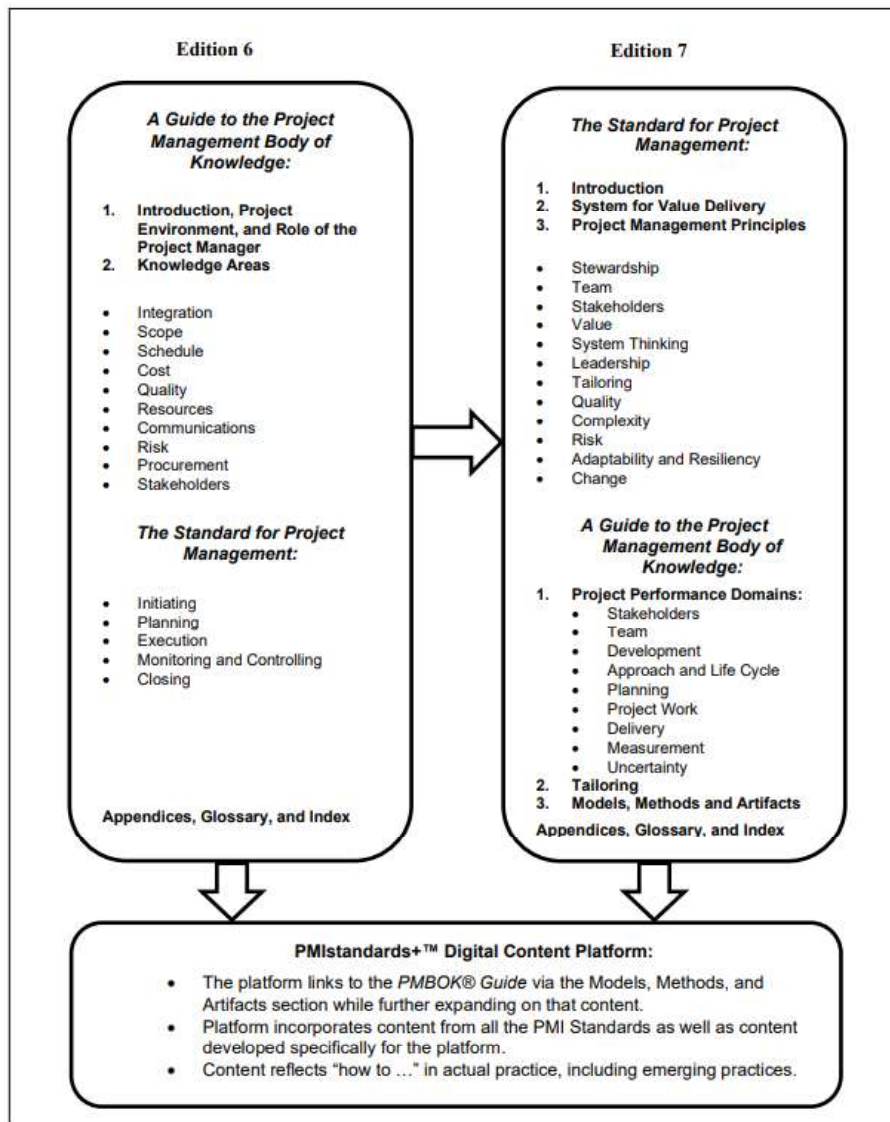 Edition 6
A Guide to the Project
Management Body of
Knowledge:
1. Introduction, Project
Environment, and Role of the
Project Manager
2. Knowledge Areas
• Integration
• Scope
• Schedule
• Cost
• Quality
• Resources
• Communications
• Risk
• Procurement
• Stakeholders
The Standard for Project
Management:
• Initiating
• Planning
• Execution
• Monitoring and Controlling
• Closing
Appendices, Glossary, and Index
Edition 7
The Standard for Project
Management:
1. Introduction
2. System for Value Delivery
3. Project Management Principles
• Stewardship
• Team
• Stakeholders
• Value
• System Thinking
• Leadership
• Tailoring
• Quality
• Complexity
• Risk
• Adaptability and Resiliency
• Change
A Guide to the Project
Management Body of
Knowledge:
1. Project Performance Domains:
• Stakeholders
• Team
• Development
• Approach and Life Cycle
• Planning
• Project Work
• Delivery
• Measurement
• Uncertainty
2. Tailoring
3. Models, Methods and Artifacts
Appendices, Glossary, and Index
PMIstandards+™ Digital Content Platform:
• The platform links to the PMBOK® Guide via the Models, Methods, and
Artifacts section while further expanding on that content.
• Platform incorporates content from all the PMI Standards as well as content
developed specifically for the platform.
• Content reflects “how to ...” in actual practice, including emerging practices.